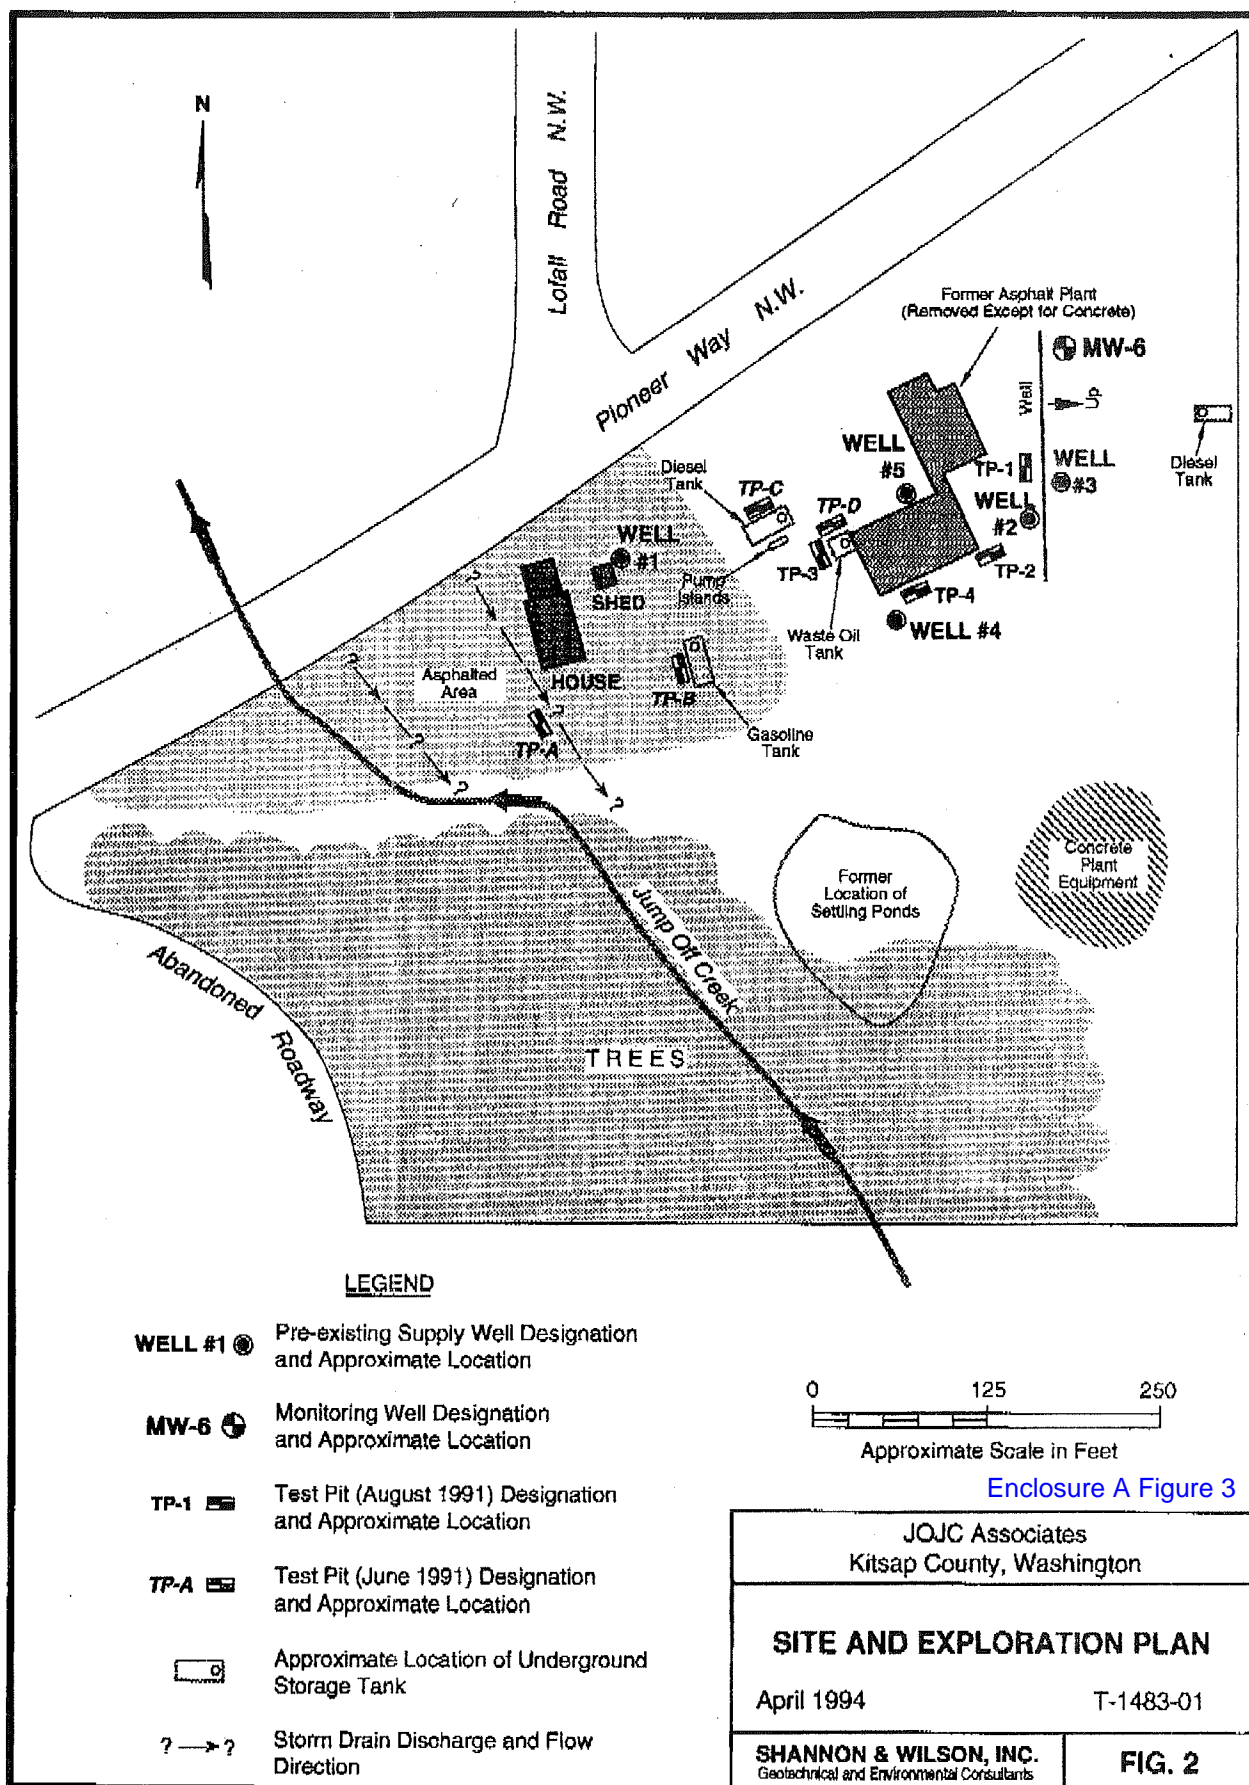 N
Lofall Road N.W.
Pioneer Way N.W.
Former Asphalt Plant
(Removed Except for Concrete)
MW-6
Wall
Up
WELL
#5
TP-1
WELL
#3
Diesel
Tank
Diesel
Tank
TP-C
TP-D
WELL
#2
WELL
#1
TP-3
TP-2
Pump
Islands
SHED
TP-4
Waste Oil
Tank
WELL #4
?
?
Asphalted
Area
HOUSE
TP-B
?
?
TP-A
Gasoline
Tank
?
?
Concrete
Plant
Equipment
Former
Location of
Settling Ponds
Jump Off Creek
Abandoned
Roadway
TREES
LEGEND
WELL #1
Pre-existing Supply Well Designation
and Approximate Location
MW-6
Monitoring Well Designation
and Approximate Location
TP-1
Test Pit (August 1991) Designation
and Approximate Location
TP-A
Test Pit (June 1991) Designation
and Approximate Location
Approximate Location of Underground
Storage Tank
? ?
Storm Drain Discharge and Flow
Direction
0 125 250
Approximate Scale in Feet
Enclosure A Figure 3
JOJC Associates
Kitsap County, Washington
SITE AND EXPLORATION PLAN
April 1994 T-1483-01
SHANNON & WILSON, INC.
Geotechnical and Environmental Consultants
FIG. 2